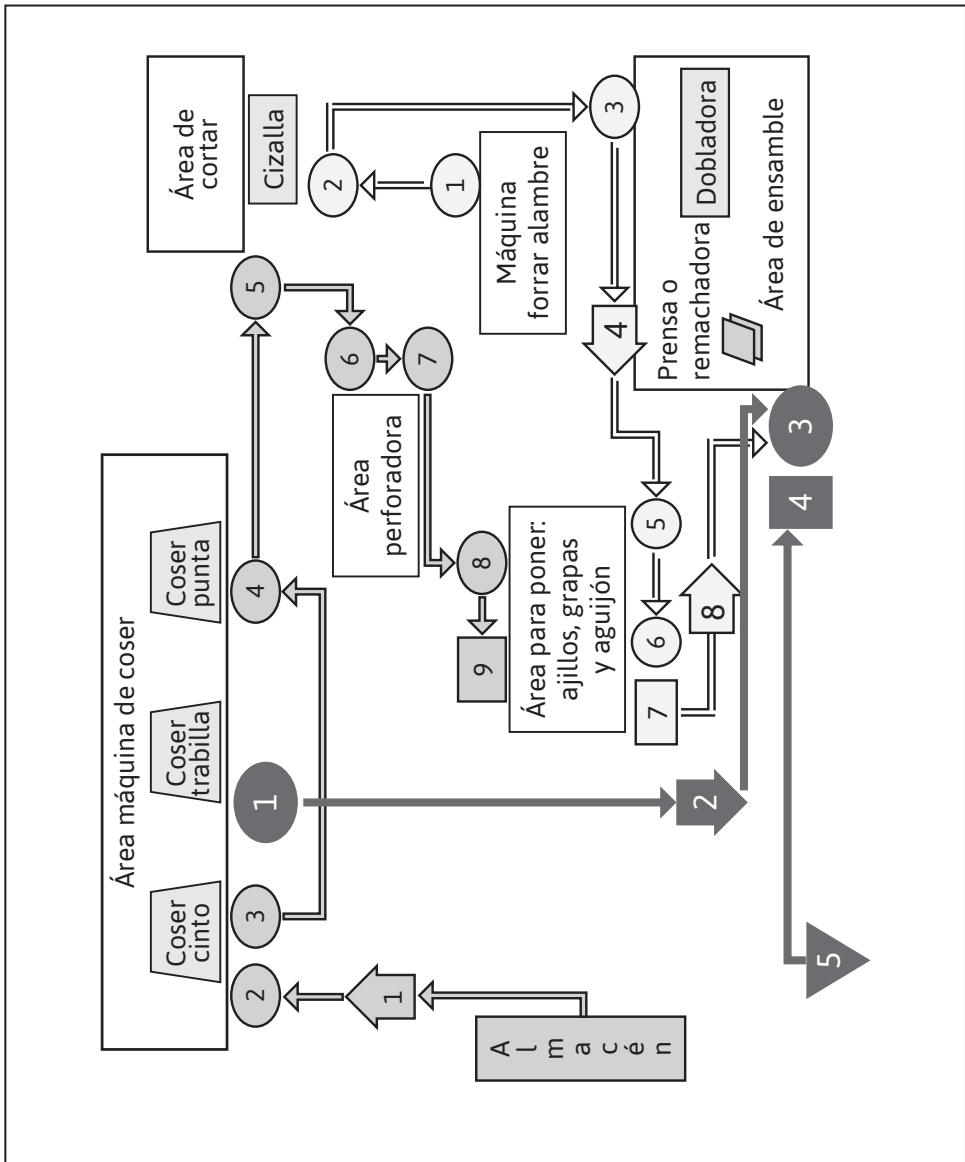 Área máquina de coser
Coser
cinto
Coser
trabilla
Coser
punta
2
3
1
4
5
1
Almacén
Área de
cortar
Cizalla
2
1
Máquina
forrar alambre
3
6
7
Área
perforadora
8
9
Área para poner:
ajillos, grapas
y aguijón
4
5
6
7
8
2
Prensa o
remachadora
Dobladora
Área de ensamble
3
4
5